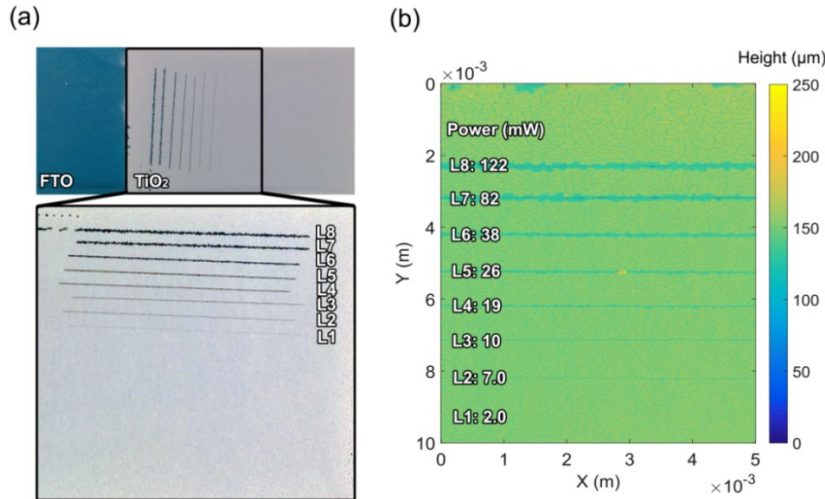 (a)
FTO
TiO₂
L8
L7
L6
L5
L4
L3
L2
L1
(b)
Height (μm)
×10⁻³
Power (mW)
L8: 122
L7: 82
L6: 38
L5: 26
L4: 19
L3: 10
L2: 7.0
L1: 2.0
0
2
4
6
8
10
Y (m)
0
1
2
3
4
5
X (m)
×10⁻³
250
200
150
100
50
0